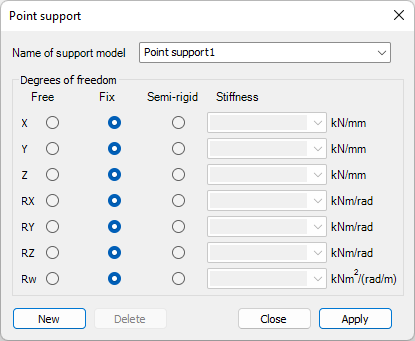 Point support
Name of support model Point support1
Degrees of freedom
Free Fix Semi-rigid Stiffness
X kN/mm
Y kN/mm
Z kN/mm
RX kNm/rad
RY kNm/rad
RZ kNm/rad
Rw kNm²/(rad/m)
New Delete Close Apply